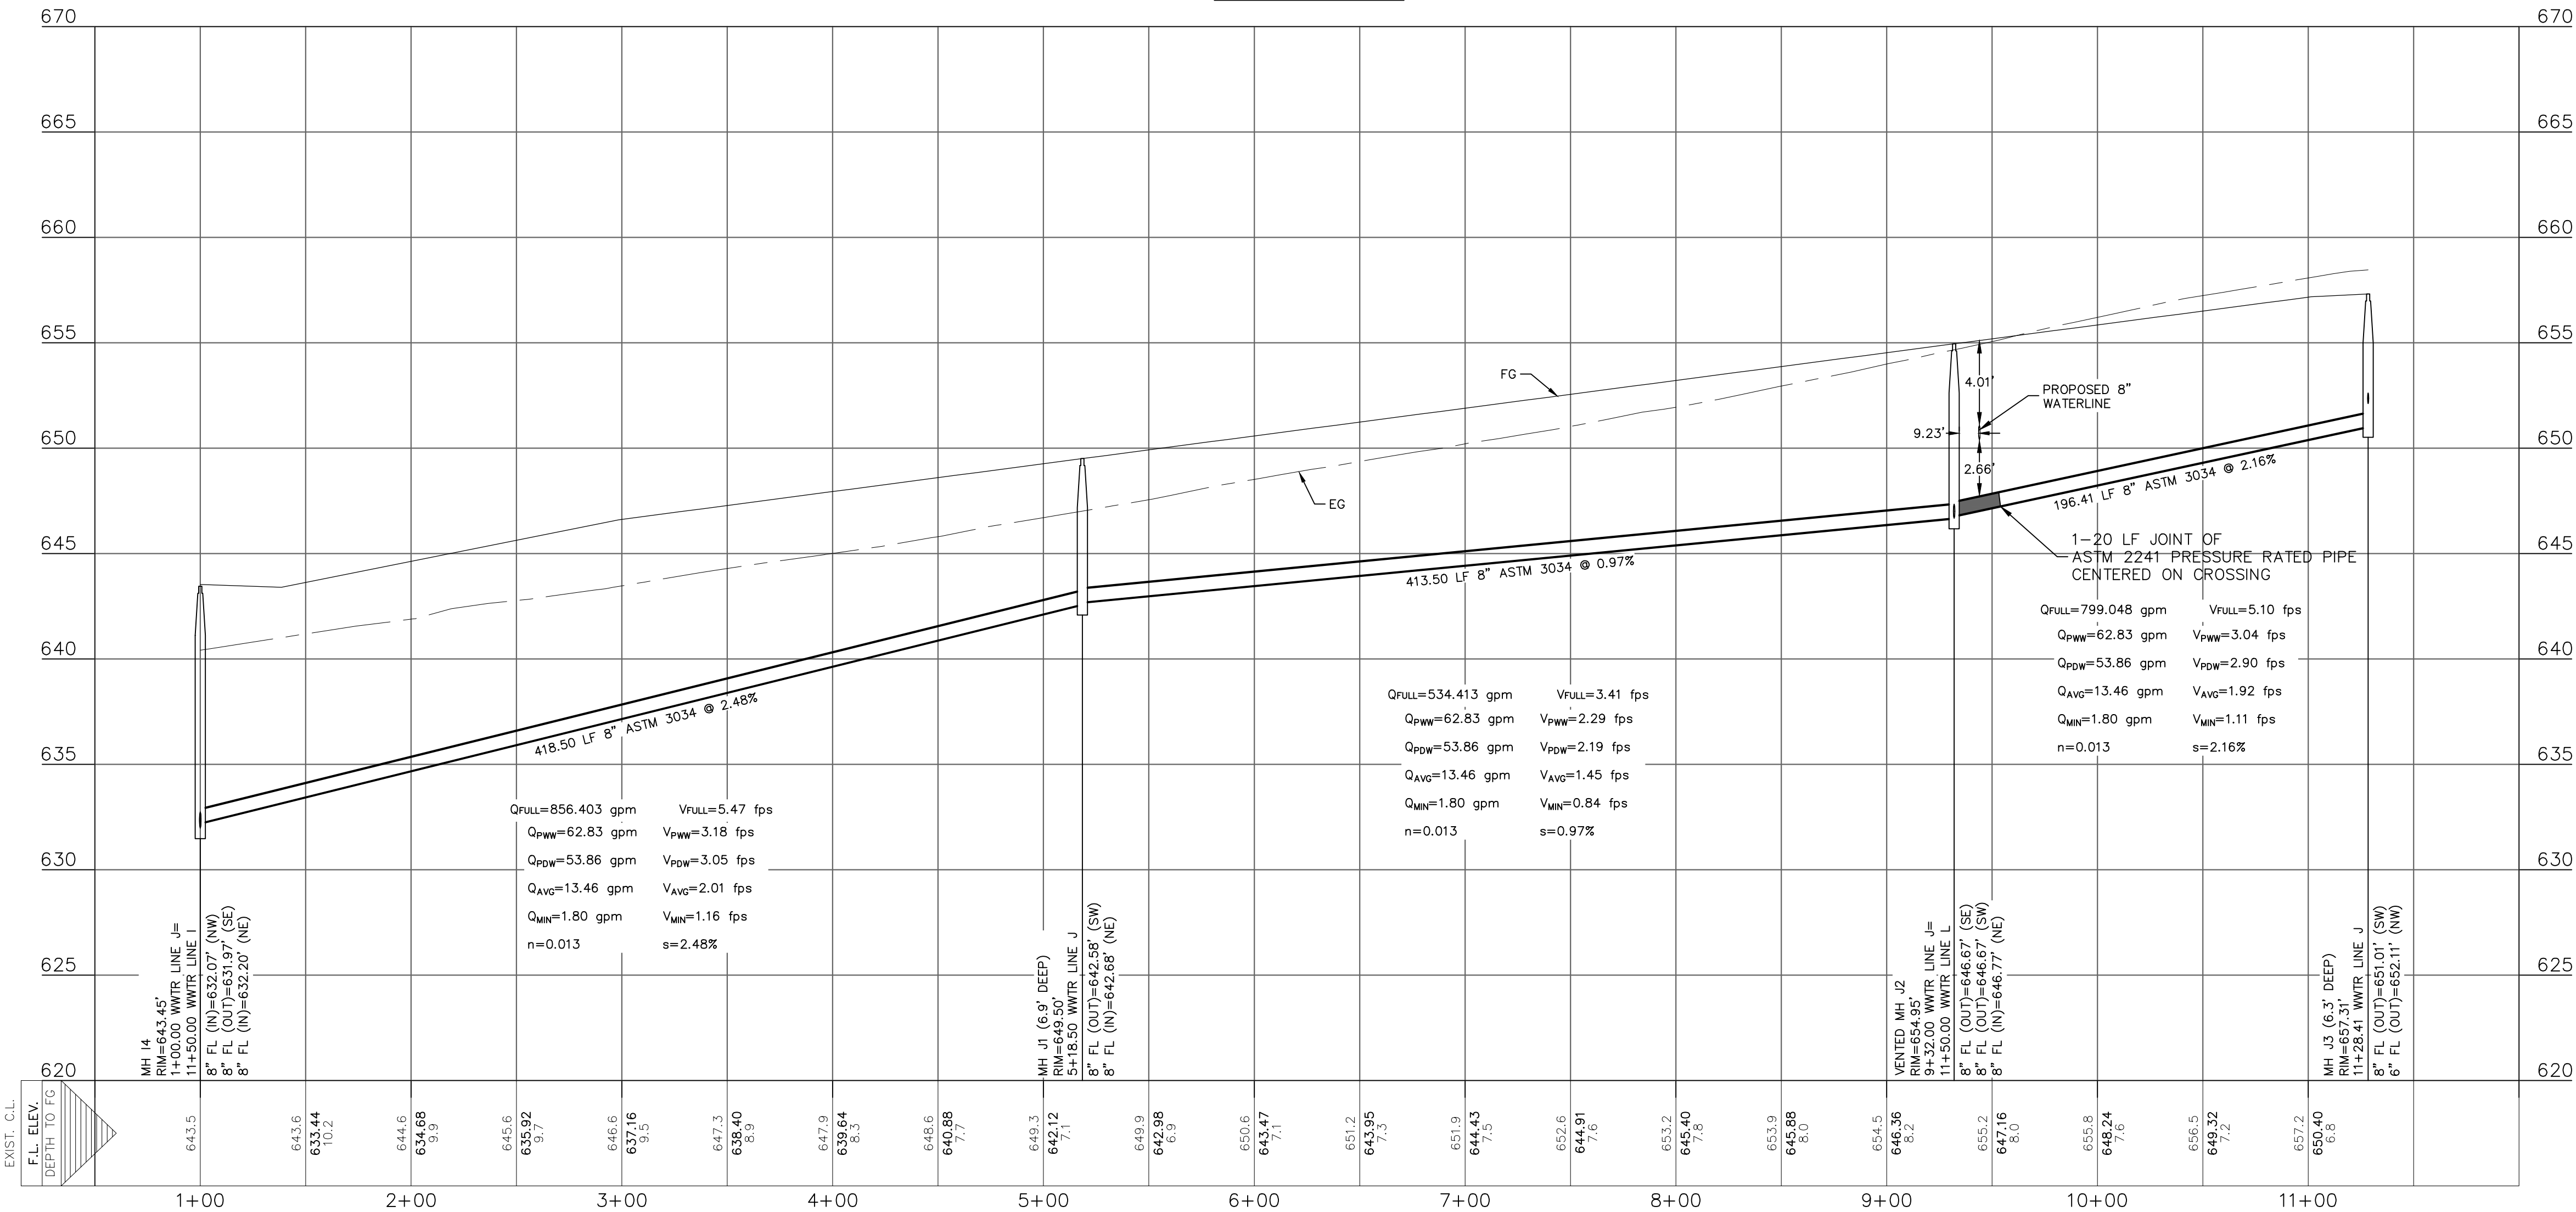 670
670
665
665
660
660
655
655
650
650
645
645
640
640
635
635
630
630
625
625
620
620
FG
EG
4.01'
9.23'
2.66'
PROPOSED 8"
WATERLINE
418.50 LF 8" ASTM 3034 @ 2.48%
413.50 LF 8" ASTM 3034 @ 0.97%
196.41 LF 8" ASTM 3034 @ 2.16%
1-20 LF JOINT OF
ASTM 2241 PRESSURE RATED PIPE
CENTERED ON CROSSING
QFULL=856.403 gpm VFULL=5.47 fps
QPWW=62.83 gpm VPWW=3.18 fps
QPDW=53.86 gpm VPDW=3.05 fps
QAVG=13.46 gpm VAVG=2.01 fps
QMIN=1.80 gpm VMIN=1.16 fps
n=0.013 s=2.48%
QFULL=534.413 gpm VFULL=3.41 fps
QPWW=62.83 gpm VPWW=2.29 fps
QPDW=53.86 gpm VPDW=2.19 fps
QAVG=13.46 gpm VAVG=1.45 fps
QMIN=1.80 gpm VMIN=0.84 fps
n=0.013 s=0.97%
QFULL=799.048 gpm VFULL=5.10 fps
QPWW=62.83 gpm VPWW=3.04 fps
QPDW=53.86 gpm VPDW=2.90 fps
QAVG=13.46 gpm VAVG=1.92 fps
QMIN=1.80 gpm VMIN=1.11 fps
n=0.013 s=2.16%
MH I4
RIM=643.45'
1+00.00 WWTR LINE J=
11+50.00 WWTR LINE I
8" FL (IN)=632.07' (NW)
8" FL (OUT)=631.97' (SE)
8" FL (IN)=632.20' (NE)
MH J1 (6.9' DEEP)
RIM=649.50'
5+18.50 WWTR LINE J
8" FL (OUT)=642.58' (SW)
8" FL (IN)=642.68' (NE)
VENTED MH J2
RIM=654.95'
9+32.00 WWTR LINE J=
11+50.00 WWTR LINE L
8" FL (OUT)=646.67' (SE)
8" FL (OUT)=646.67' (SW)
8" FL (IN)=646.77' (NE)
MH J3 (6.3' DEEP)
RIM=657.31'
11+28.41 WWTR LINE J
8" FL (OUT)=651.01' (SW)
6" FL (OUT)=652.11' (NW)
EXIST. C.L.
F.L. ELEV.
DEPTH TO FG
643.5
643.6
633.44
10.2
644.6
634.68
9.9
645.6
635.92
9.7
646.6
637.16
9.5
647.3
638.40
8.9
647.9
639.64
8.3
648.6
640.88
7.7
649.3
642.12
7.1
649.9
642.98
6.9
650.6
643.47
7.1
651.2
643.95
7.3
651.9
644.43
7.5
652.6
644.91
7.6
653.2
645.40
7.8
653.9
645.88
8.0
654.5
646.36
8.2
655.2
647.16
8.0
655.8
648.24
7.6
656.5
649.32
7.2
657.2
650.40
6.8
1+00
2+00
3+00
4+00
5+00
6+00
7+00
8+00
9+00
10+00
11+00